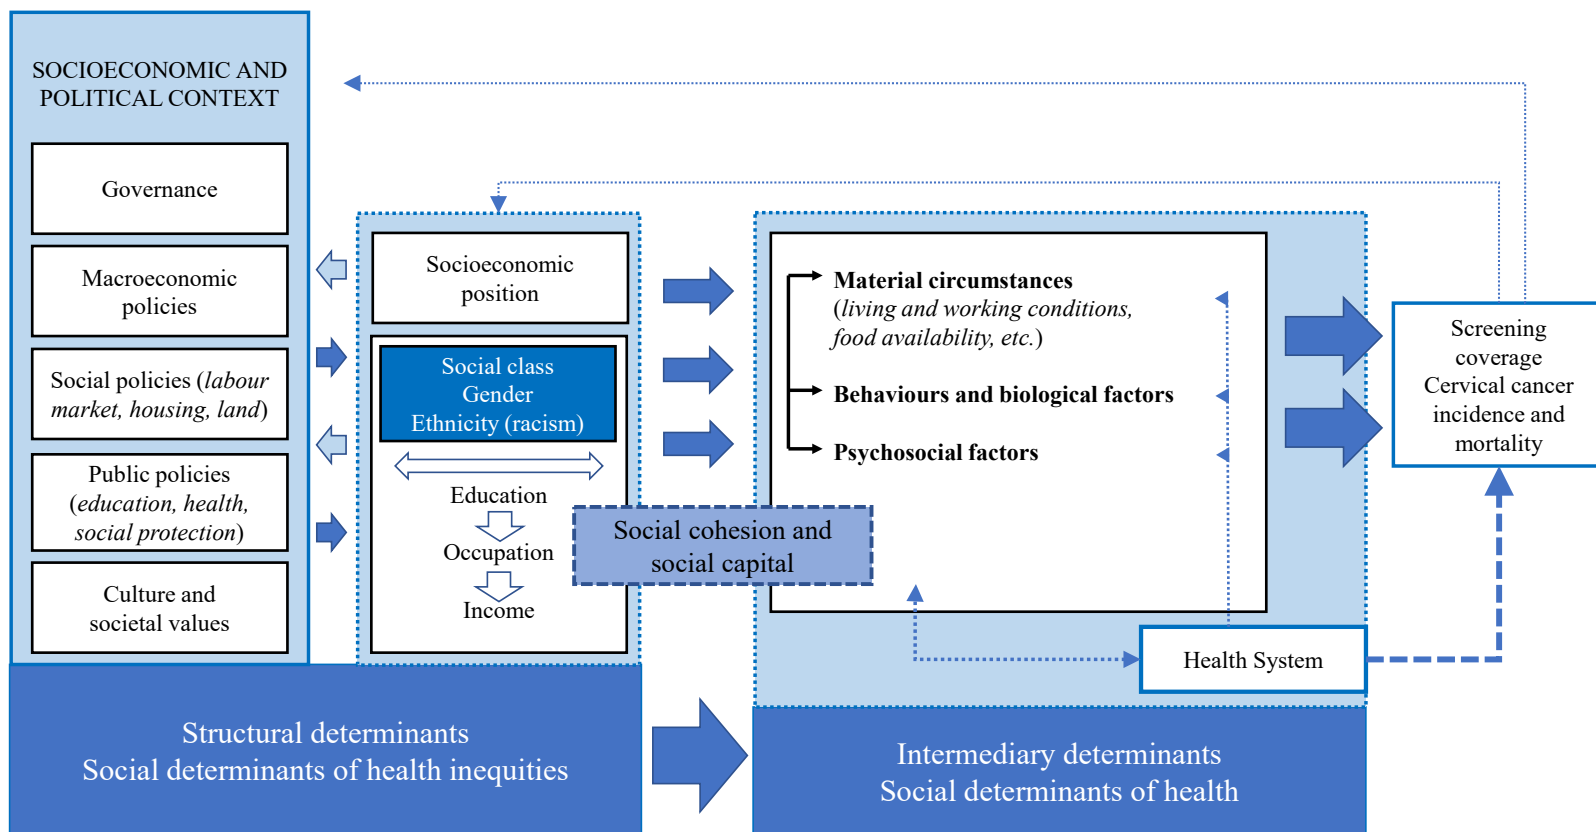 SOCIOECONOMIC AND
POLITICAL CONTEXT
Governance
Macroeconomic
policies
Social policies (labour
market, housing, land)
Public policies
(education, health,
social protection)
Culture and
societal values
Socioeconomic
position
Social class
Gender
Ethnicity (racism)
Education
Occupation
Income
Social cohesion and
social capital
Material circumstances
(living and working conditions,
food availability, etc.)
Behaviours and biological factors
Psychosocial factors
Health System
Screening
coverage
Cervical cancer
incidence and
mortality
Structural determinants
Social determinants of health inequities
Intermediary determinants
Social determinants of health